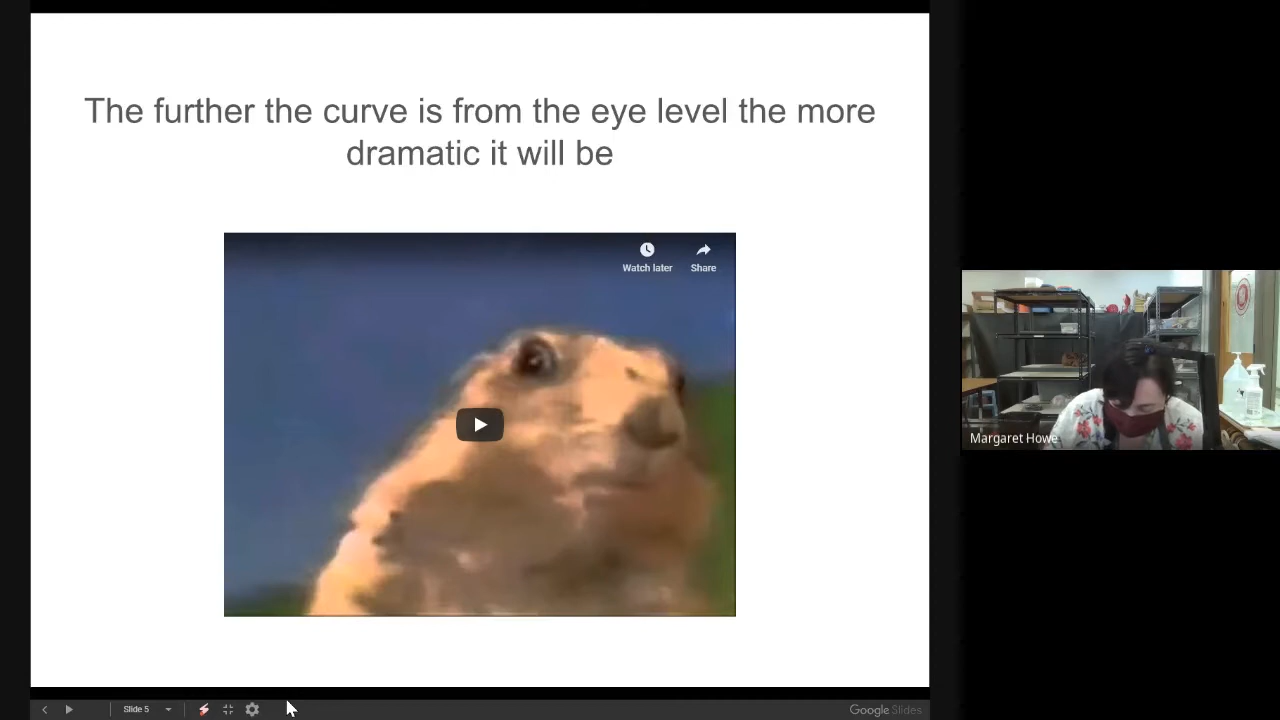 The further the curve is from the eye level the more
dramatic it will be
Watch later
Share
Margaret Howe
Slide 5
Google Slides